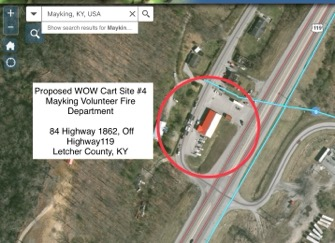 Mayking, KY, USA
Show search results for Maykin...
119
Proposed WOW Cart Site #4
Mayking Volunteer Fire
Department
84 Highway 1862, Off
Highway119
Letcher County, KY